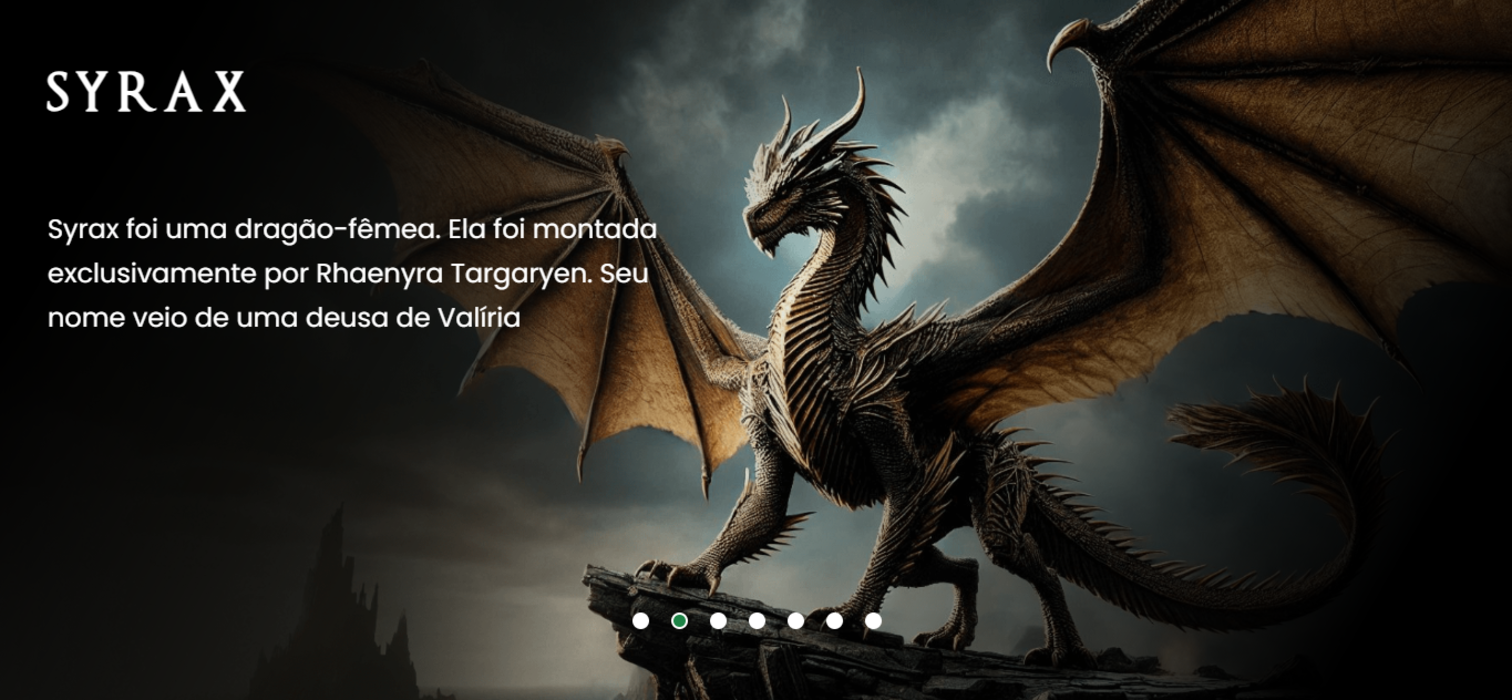 SYRAX
Syrax foi uma dragão-fêmea. Ela foi montada
exclusivamente por Rhaenyra Targaryen. Seu
nome veio de uma deusa de Valíria